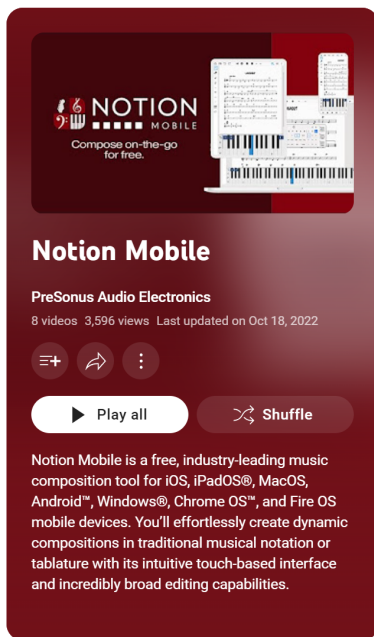 NOTION
MOBILE
Compose on-the-go
for free.
Notion Mobile
PreSonus Audio Electronics
8 videos 3,596 views Last updated on Oct 18, 2022
Play all
Shuffle
Notion Mobile is a free, industry-leading music
composition tool for iOS, iPadOS®, MacOS,
Android™, Windows®, Chrome OS™, and Fire OS
mobile devices. You’ll effortlessly create dynamic
compositions in traditional musical notation or
tablature with its intuitive touch-based interface
and incredibly broad editing capabilities.